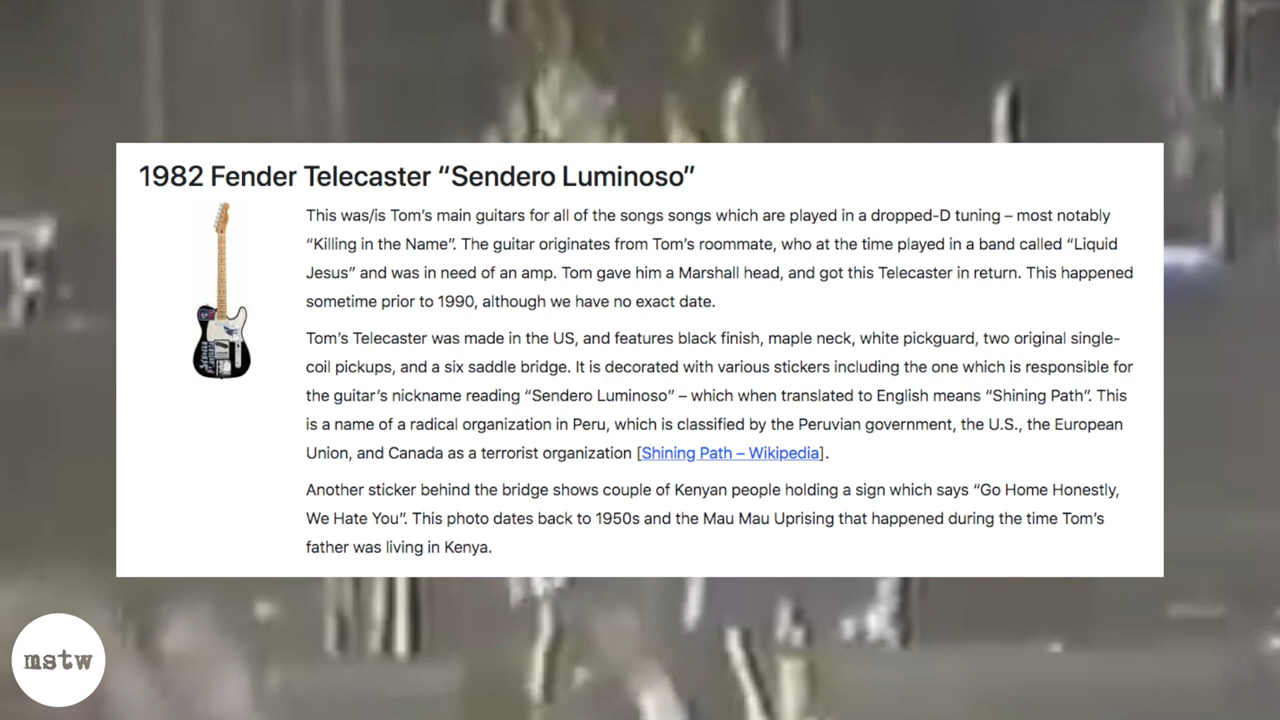 1982 Fender Telecaster “Sendero Luminoso”
This was/is Tom’s main guitars for all of the songs songs which are played in a dropped-D tuning – most notably
“Killing in the Name”. The guitar originates from Tom’s roommate, who at the time played in a band called “Liquid
Jesus” and was in need of an amp. Tom gave him a Marshall head, and got this Telecaster in return. This happened
sometime prior to 1990, although we have no exact date.
Tom’s Telecaster was made in the US, and features black finish, maple neck, white pickguard, two original single-
coil pickups, and a six saddle bridge. It is decorated with various stickers including the one which is responsible for
the guitar’s nickname reading “Sendero Luminoso” – which when translated to English means “Shining Path”. This
is a name of a radical organization in Peru, which is classified by the Peruvian government, the U.S., the European
Union, and Canada as a terrorist organization [Shining Path – Wikipedia].
Another sticker behind the bridge shows couple of Kenyan people holding a sign which says “Go Home Honestly,
We Hate You”. This photo dates back to 1950s and the Mau Mau Uprising that happened during the time Tom’s
father was living in Kenya.
mstw